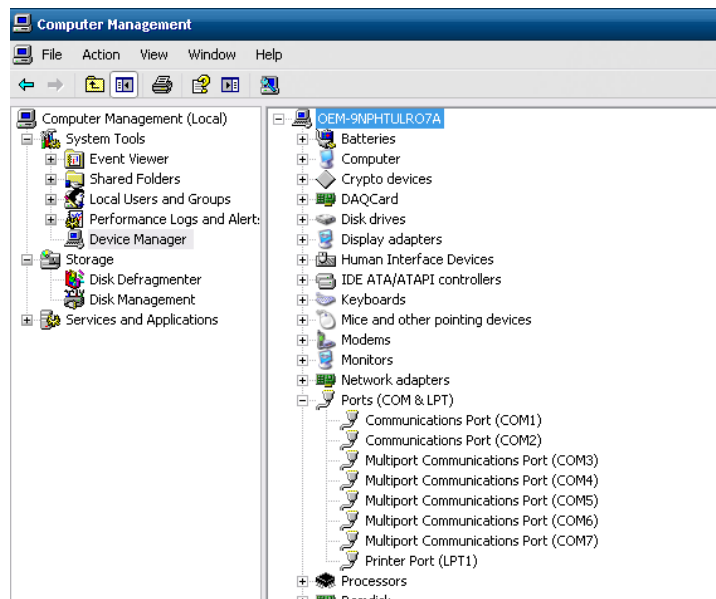 Computer Management
File Action View Window Help
Computer Management (Local)
System Tools
Event Viewer
Shared Folders
Local Users and Groups
Performance Logs and Alert:
Device Manager
Storage
Disk Defragmenter
Disk Management
Services and Applications
OEM-9NPHTULRO7A
Batteries
Computer
Crypto devices
DAQCard
Disk drives
Display adapters
Human Interface Devices
IDE ATA/ATAPI controllers
Keyboards
Mice and other pointing devices
Modems
Monitors
Network adapters
Ports (COM & LPT)
Communications Port (COM1)
Communications Port (COM2)
Multiport Communications Port (COM3)
Multiport Communications Port (COM4)
Multiport Communications Port (COM5)
Multiport Communications Port (COM6)
Multiport Communications Port (COM7)
Printer Port (LPT1)
Processors